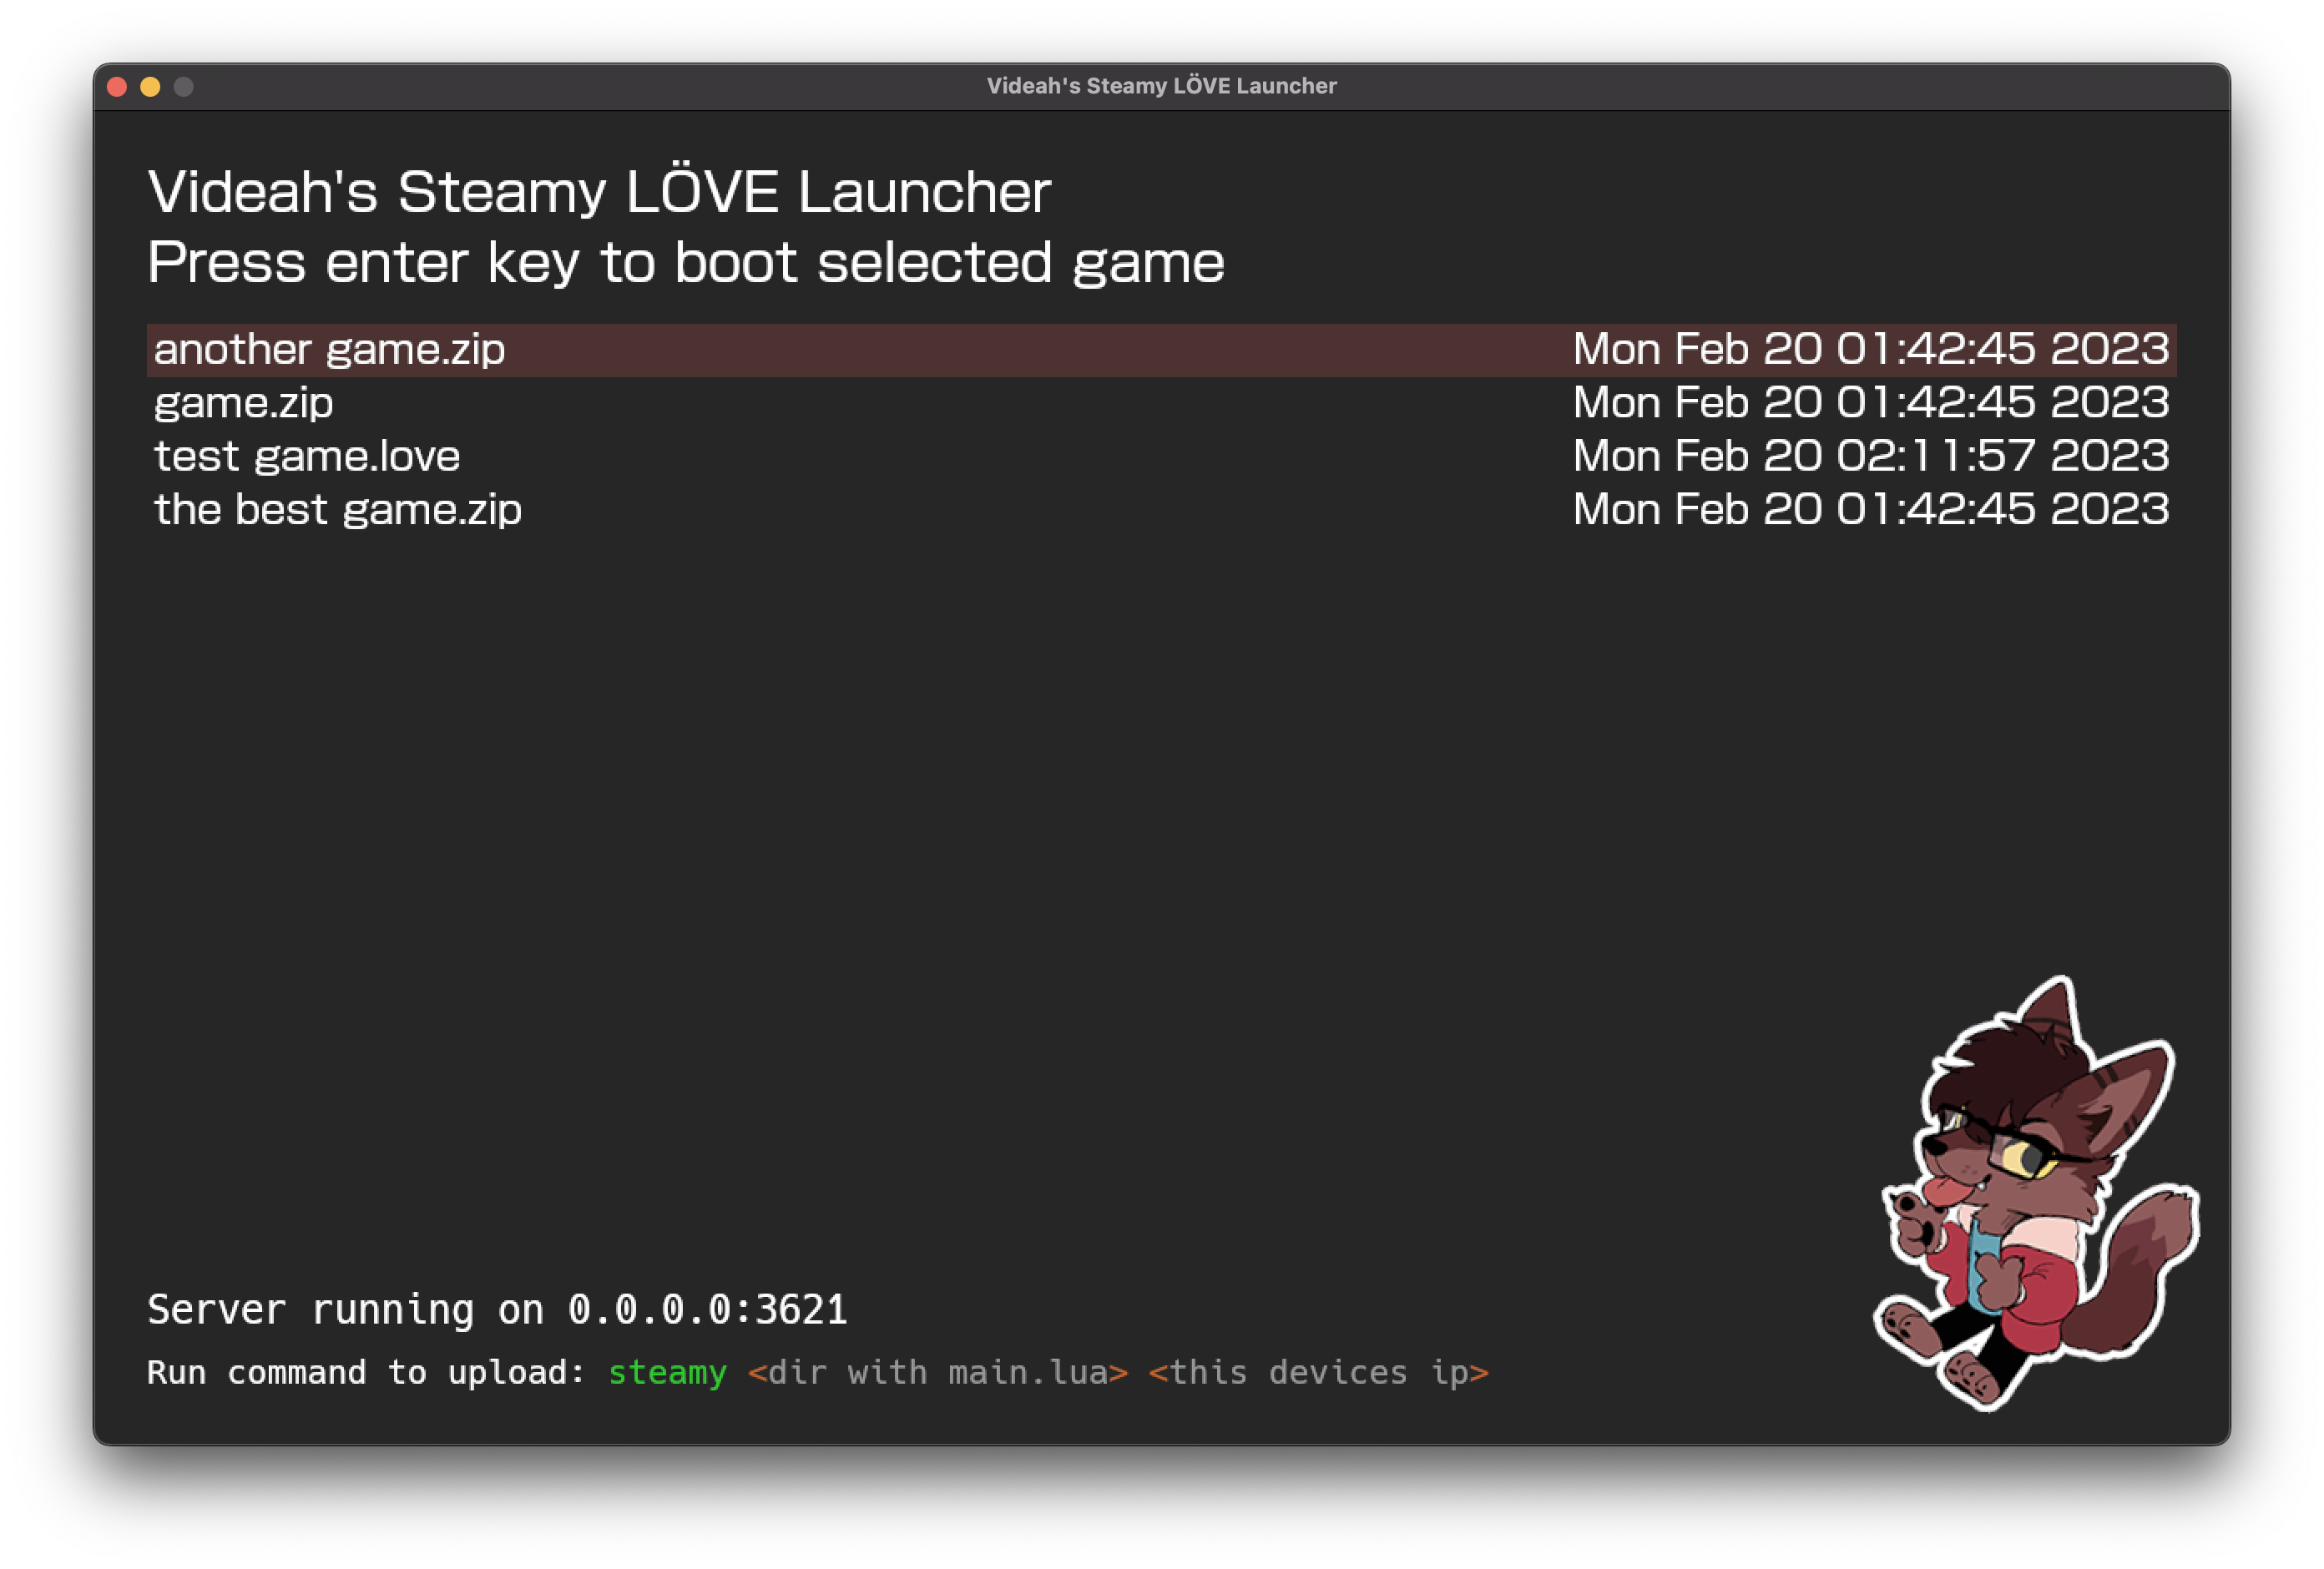 Videah's Steamy LÖVE Launcher
Videah's Steamy LÖVE Launcher
Press enter key to boot selected game
another game.zip Mon Feb 20 01:42:45 2023
game.zip Mon Feb 20 01:42:45 2023
test game.love Mon Feb 20 02:11:57 2023
the best game.zip Mon Feb 20 01:42:45 2023
Server running on 0.0.0.0:3621
Run command to upload: steamy <dir with main.lua> <this devices ip>